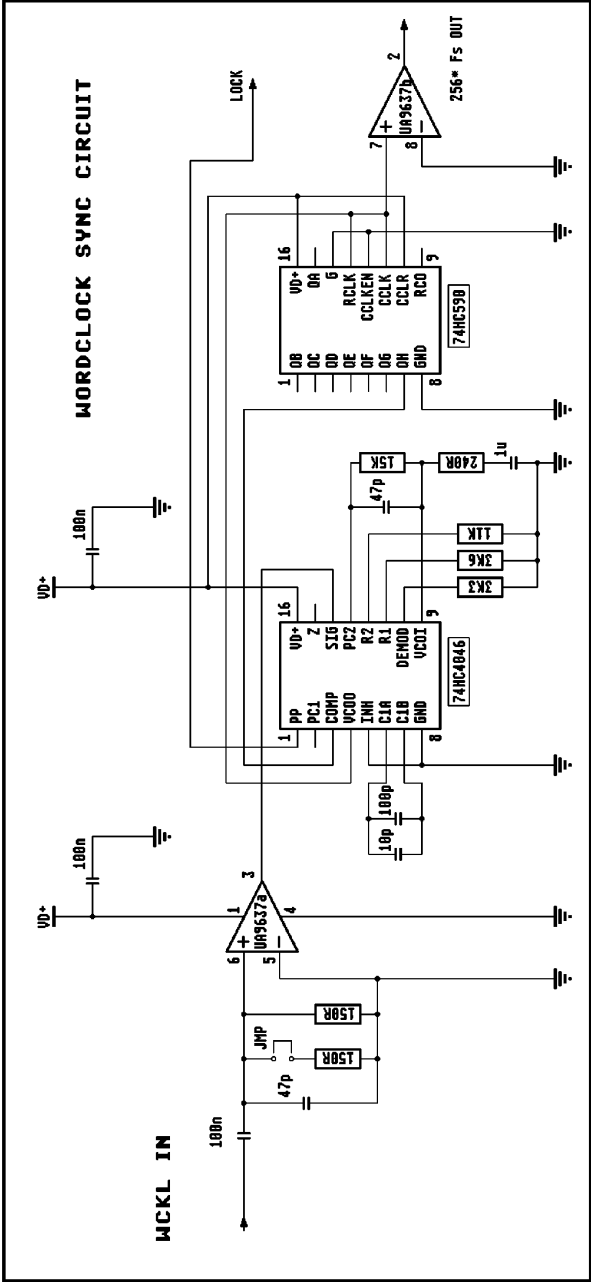 WORDCLOCK SYNC CIRCUIT
WCKL IN
VD+
100n
VD+
100n
LOCK
100n
47p
JMP
150R
150R
6
5
+
−
UA9637a
1
3
4
10p
100p
1
PP
PC1
COMP
VCOO
INH
C1A
C1B
GND
8
16
VD+
Z
SIG
PC2
R2
R1
DEMOD
VCOI
9
74HC4046
47p
15K
240R
1u
11K
3K6
3K3
1
QB
QC
QD
QE
QF
QG
QH
GND
8
16
VD+
QA
G
RCLK
CCLKEN
CCLK
CCLR
RCO
9
74HC590
7
8
+
−
UA9637b
2
256* Fs OUT